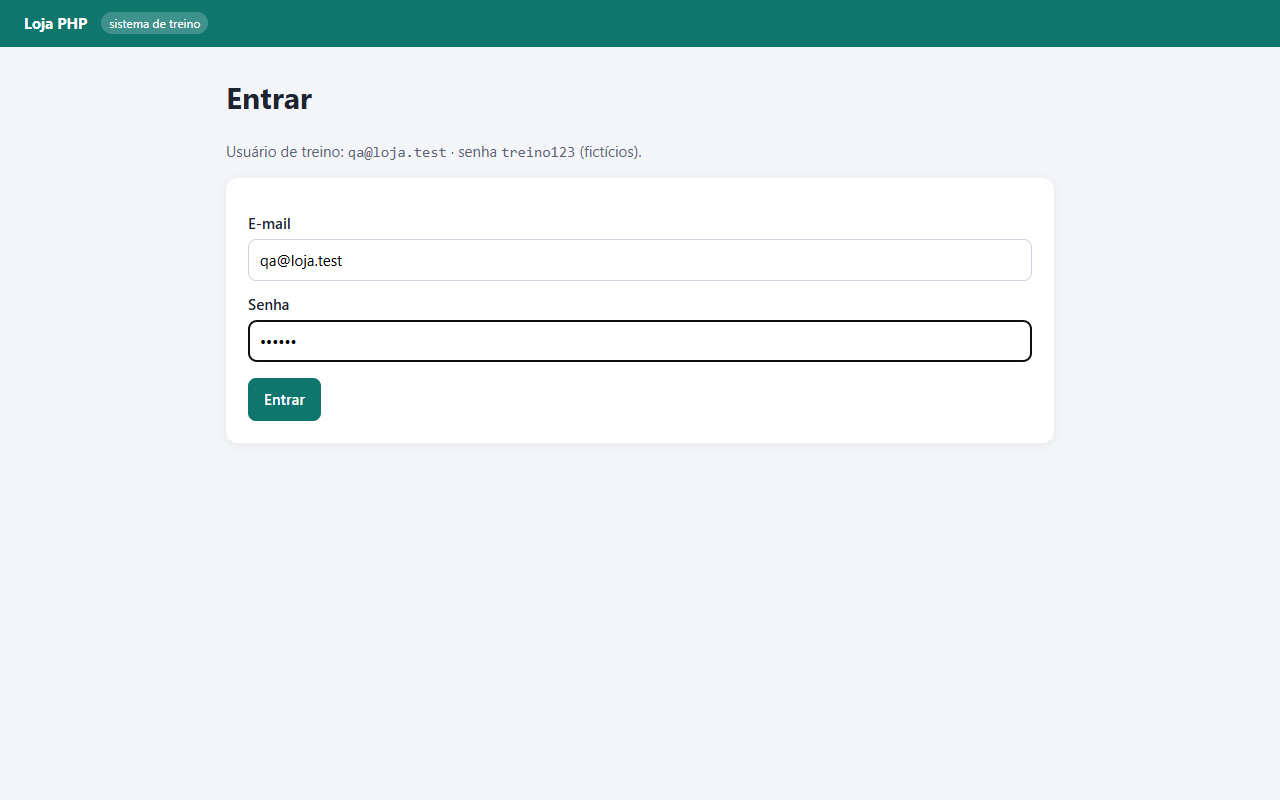 Loja PHP sistema de treino
Entrar
Usuário de treino: qa@loja.test · senha treino123 (fictícios).
E-mail
qa@loja.test
Senha
••••••
Entrar